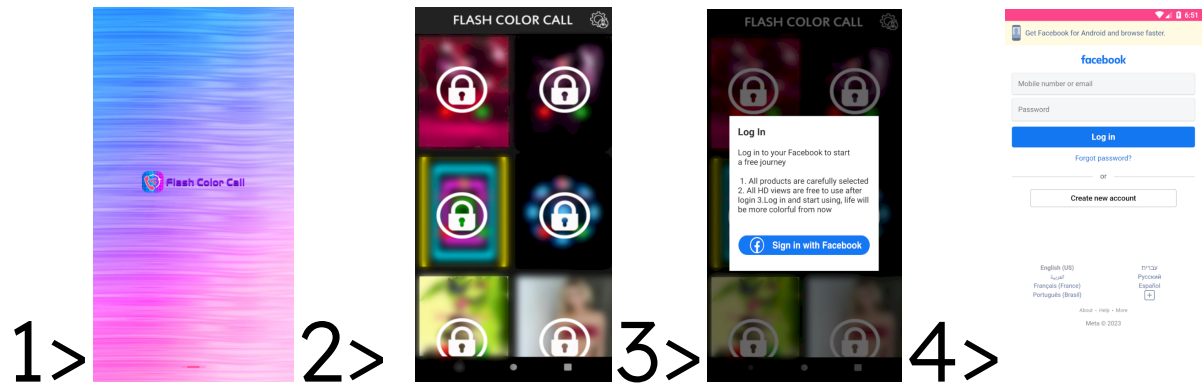 1>
Flash Color Call
2>
FLASH COLOR CALL
3>
FLASH COLOR CALL
Log In
Log in to your Facebook to start
a free journey
1. All products are carefully selected
2. All HD views are free to use after
login 3.Log in and start using, life will
be more colorful from now
Sign in with Facebook
4>
6:51
Get Facebook for Android and browse faster.
facebook
Mobile number or email
Password
Log in
Forgot password?
or
Create new account
English (US)
עברית
العربية
Русский
Français (France)
Español
Português (Brasil)
About · Help · More
Meta © 2023